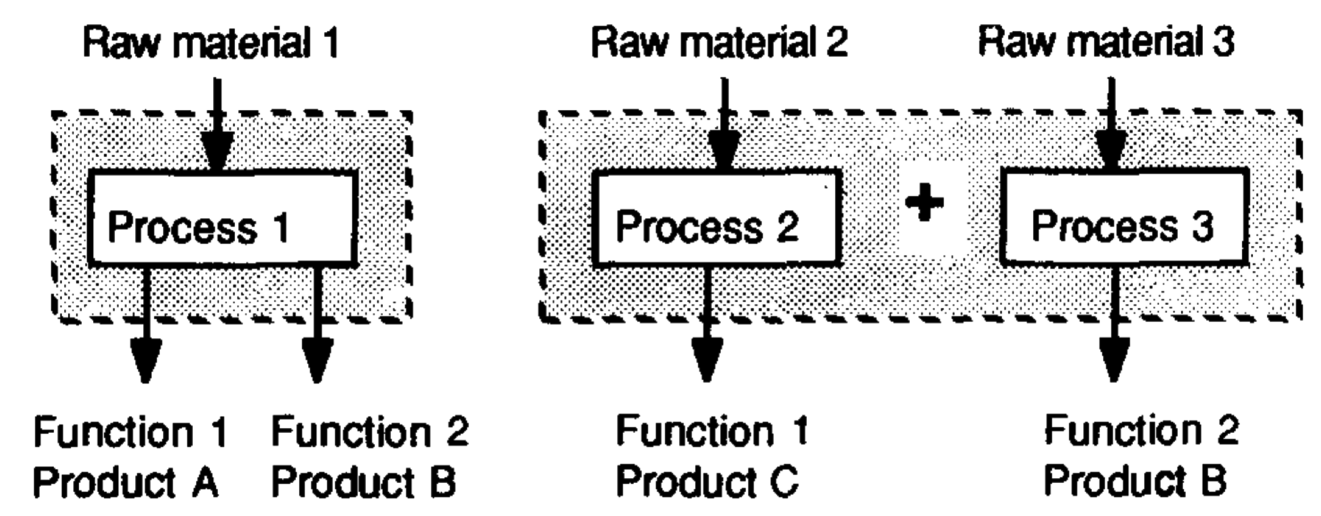 Raw material 1
Raw material 2
Raw material 3
Process 1
Process 2
+
Process 3
Function 1
Product A
Function 2
Product B
Function 1
Product C
Function 2
Product B